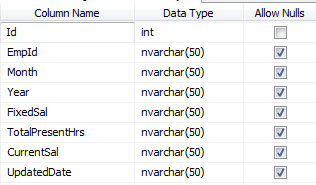 Column Name Data Type Allow Nulls
Id int
EmpId nvarchar(50)
Month nvarchar(50)
Year nvarchar(50)
FixedSal nvarchar(50)
TotalPresentHrs nvarchar(50)
CurrentSal nvarchar(50)
UpdatedDate nvarchar(50)